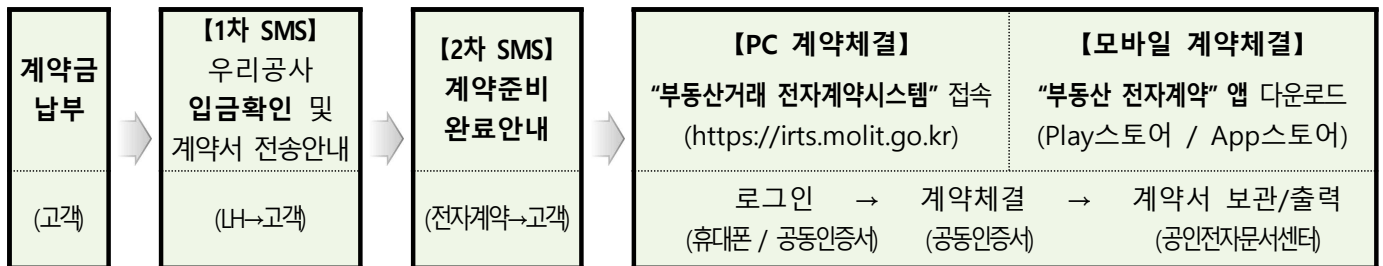 계약금
납부
(고객)
【1차 SMS】
우리공사
입금확인 및
계약서 전송안내
(LH→고객)
【2차 SMS】
계약준비
완료안내
(전자계약→고객)
【PC 계약체결】
“부동산거래 전자계약시스템” 접속
(https://irts.molit.go.kr)
【모바일 계약체결】
“부동산 전자계약” 앱 다운로드
(Play스토어 / App스토어)
로그인 → 계약체결 → 계약서 보관/출력
(휴대폰 / 공동인증서) (공동인증서) (공인전자문서센터)